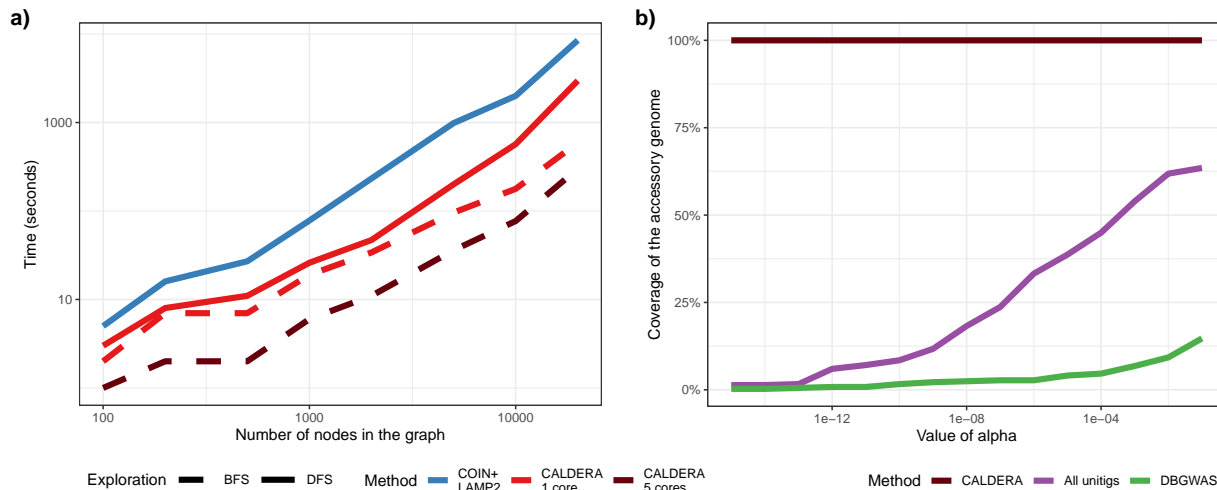 a)
Time (seconds)
1000
10
100
1000
10000
Number of nodes in the graph
Exploration
BFS
DFS
Method
COIN+
LAMP2
CALDERA
1 core
CALDERA
5 cores
b)
Coverage of the accessory genome
100%
75%
50%
25%
0%
1e−12
1e−08
1e−04
Value of alpha
Method
CALDERA
All unitigs
DBGWAS